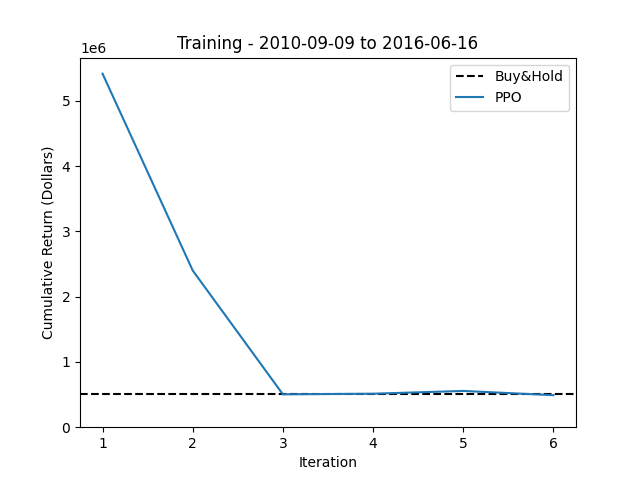 Training - 2010-09-09 to 2016-06-16
1e6
Buy&Hold
PPO
5
4
3
2
1
0
Cumulative Return (Dollars)
1 2 3 4 5 6
Iteration